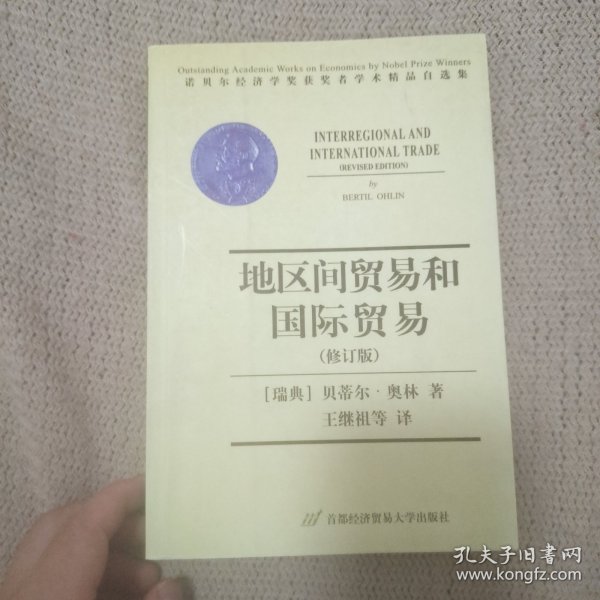 Outstanding Academic Works on Economics by Nobel Prize Winners
诺贝尔经济学奖获奖者学术精品自选集
INTERREGIONAL AND
INTERNATIONAL TRADE
(REVISED EDITION)
by
BERTIL OHLIN
地区间贸易和
国际贸易
(修订版)
[瑞典] 贝蒂尔·奥林 著
王继祖等 译
首都经济贸易大学出版社
孔夫子旧书网
www.kongfz.com